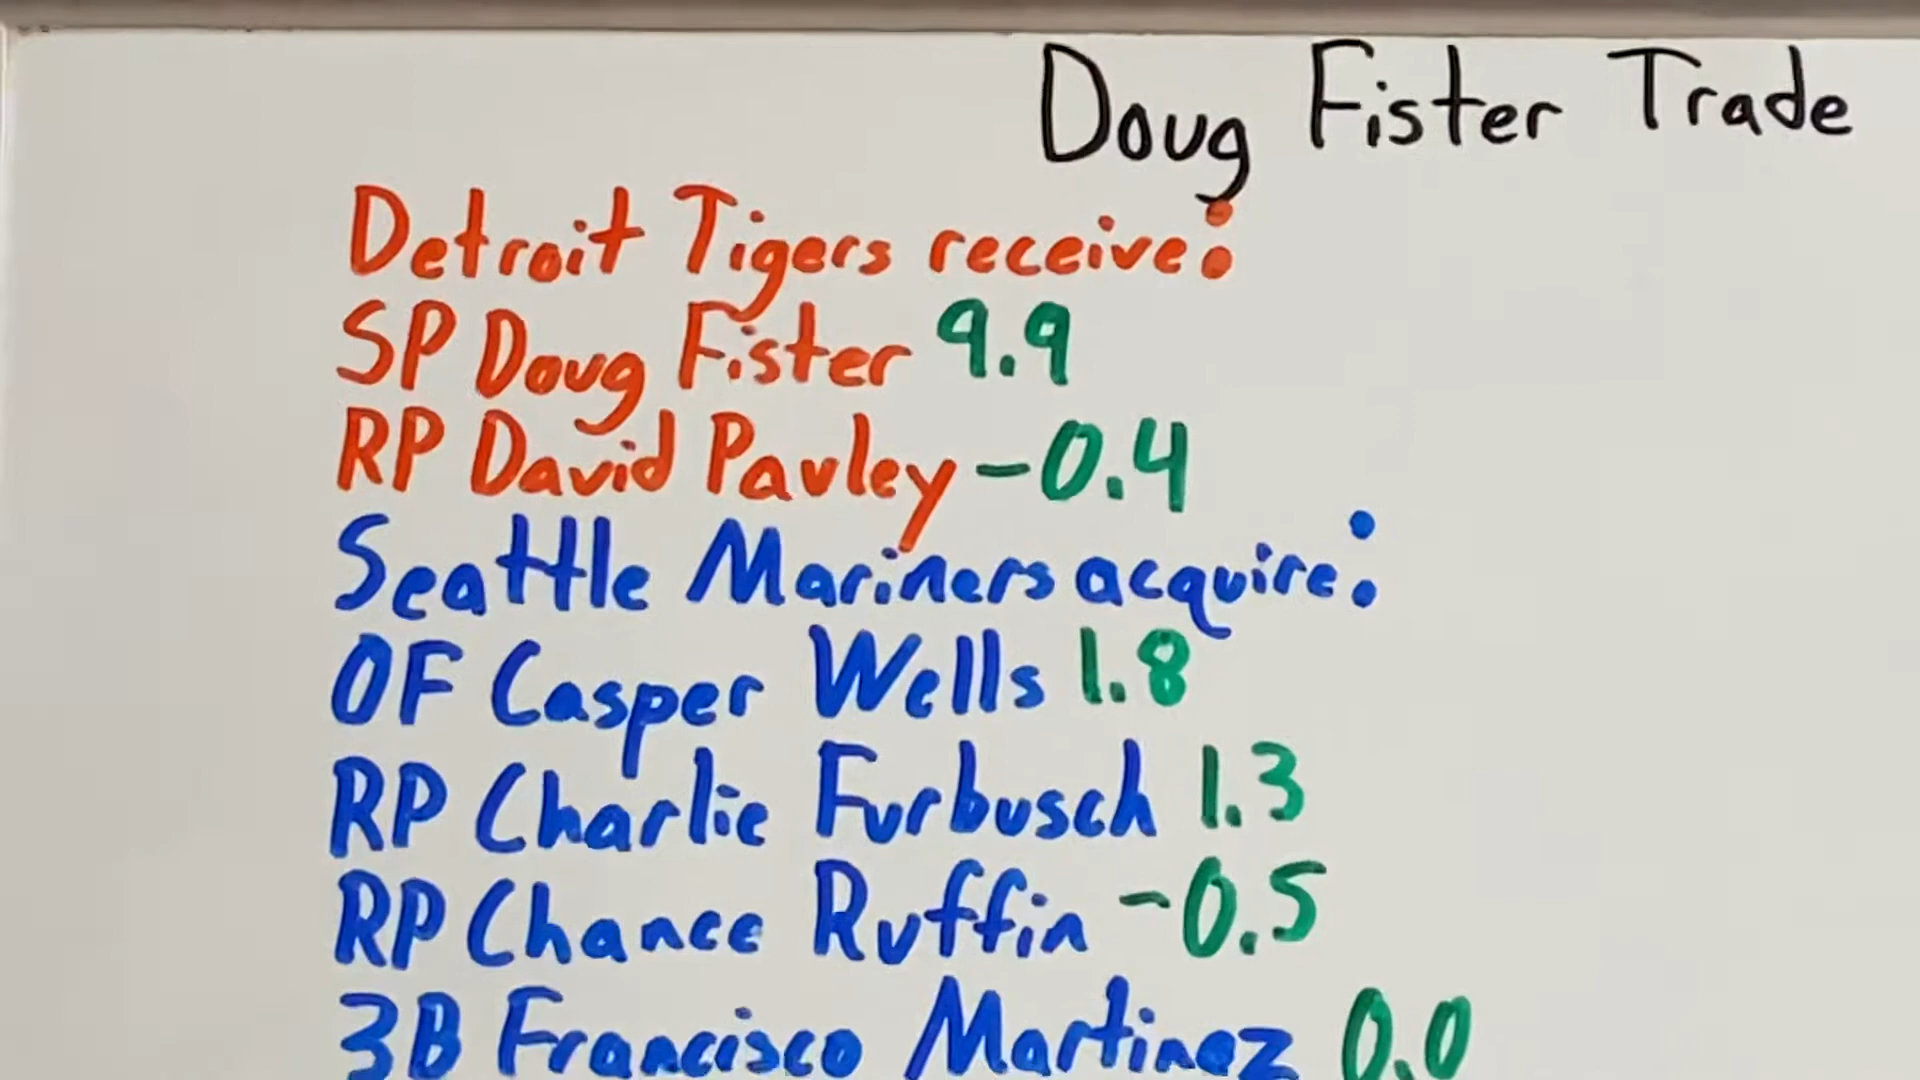 Doug Fister Trade
Detroit Tigers receive:
SP Doug Fister 9.9
RP David Pauley -0.4
Seattle Mariners acquire:
OF Casper Wells 1.8
RP Charlie Furbusch 1.3
RP Chance Ruffin -0.5
3B Francisco Martinez 0.0